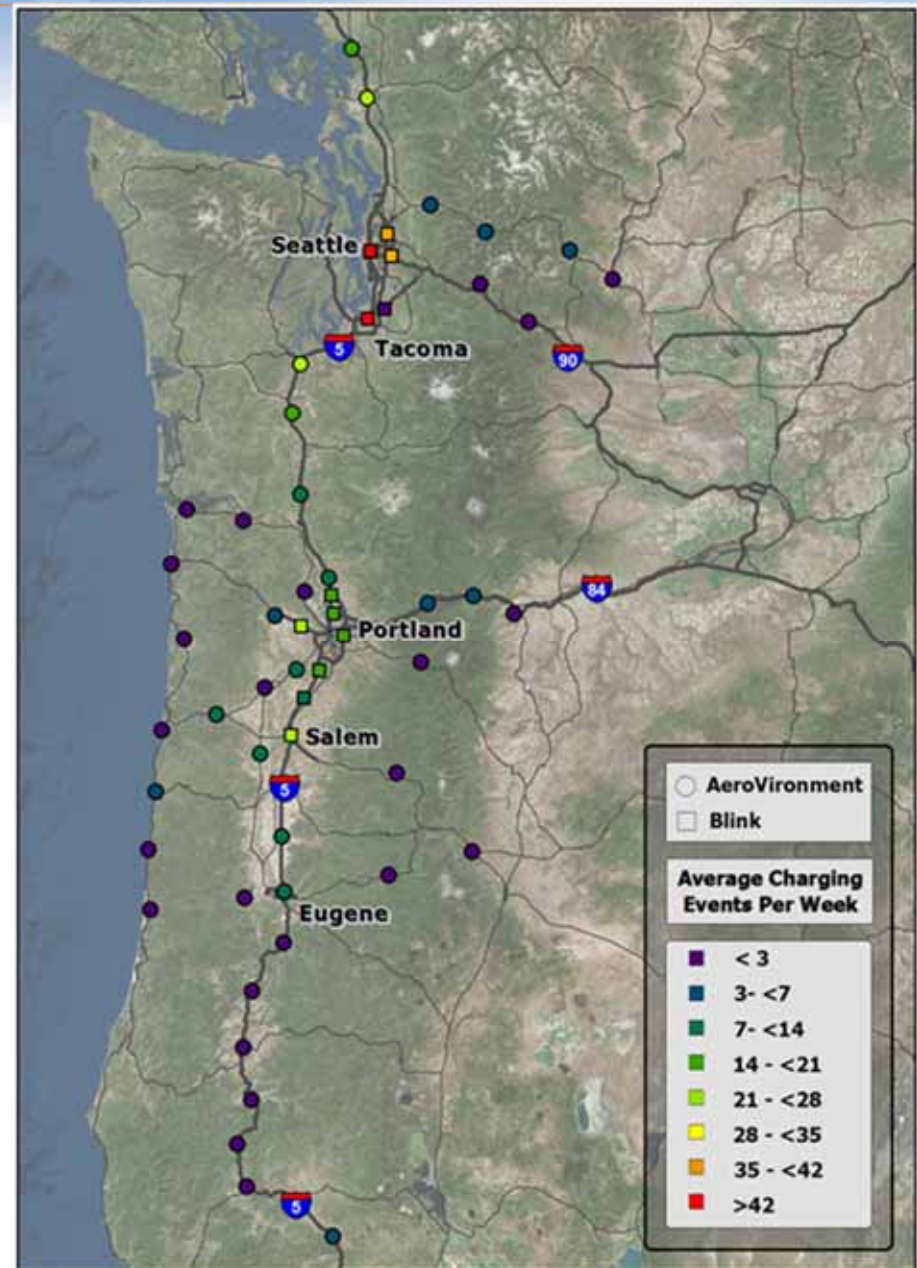 Seattle
Tacoma
5
90
84
Portland
Salem
5
Eugene
5
AeroVironment
Blink
Average Charging
Events Per Week
< 3
3- <7
7- <14
14 - <21
21 - <28
28 - <35
35 - <42
>42